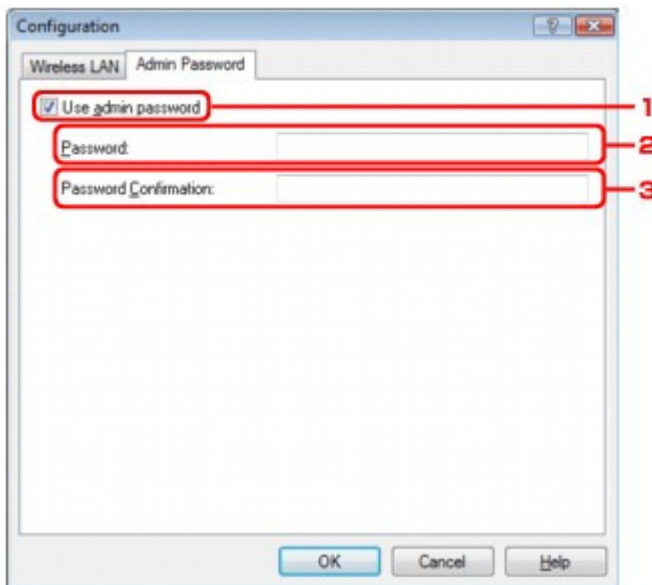 Configuration
Wireless LAN Admin Password
Use admin password 1
Password: 2
Password Confirmation: 3
OK Cancel Help